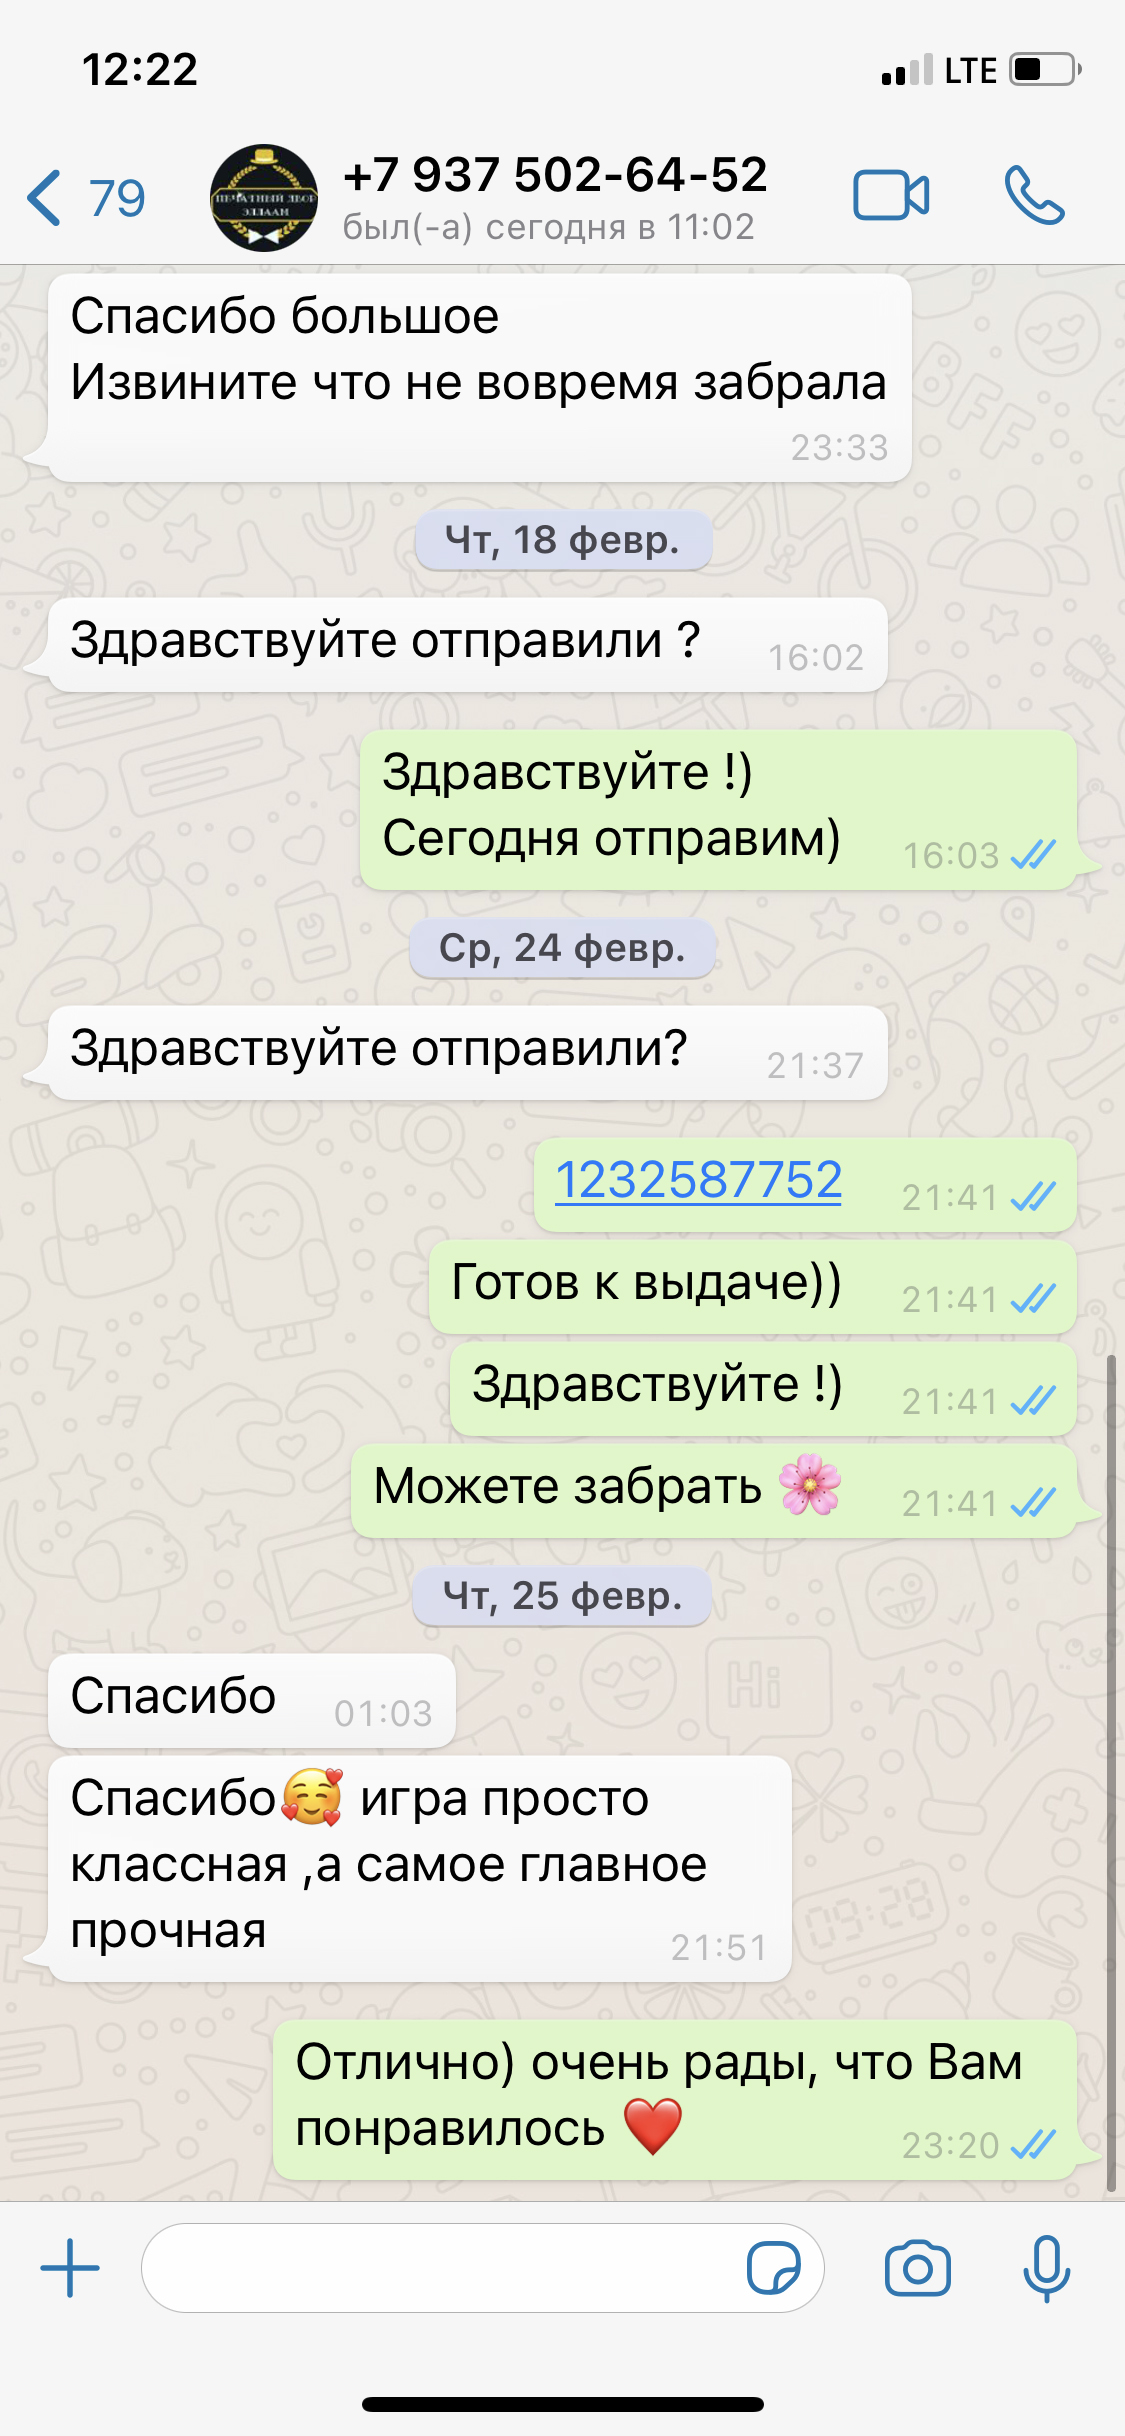 12:22
LTE
79
ПЕЧАТНЫЙ ДВОР
ЭЛЛААМ
+7 937 502-64-52
был(-а) сегодня в 11:02
Спасибо большое
Извините что не вовремя забрала
23:33
Чт, 18 февр.
Здравствуйте отправили ?
16:02
Здравствуйте !)
Сегодня отправим)
16:03
Ср, 24 февр.
Здравствуйте отправили?
21:37
1232587752
21:41
Готов к выдаче))
21:41
Здравствуйте !)
21:41
Можете забрать 🌸
21:41
Чт, 25 февр.
Спасибо
01:03
Спасибо🥰 игра просто
классная ,а самое главное
прочная
21:51
Отлично) очень рады, что Вам
понравилось ❤️
23:20